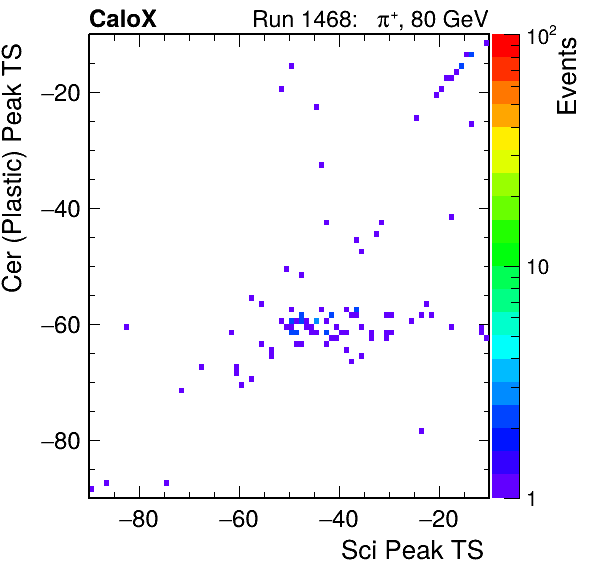 CaloX Run 1468: π⁺, 80 GeV
Cer (Plastic) Peak TS
−20
−40
−60
−80
−80 −60 −40 −20
Sci Peak TS
10²
10
1
Events